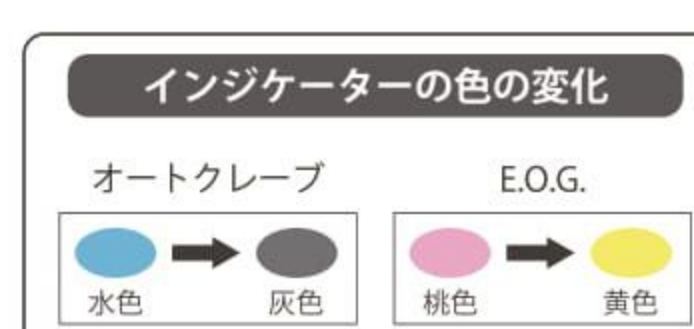 インジケーターの色の変化
オートクレーブ
E.O.G.
水色
灰色
桃色
黄色